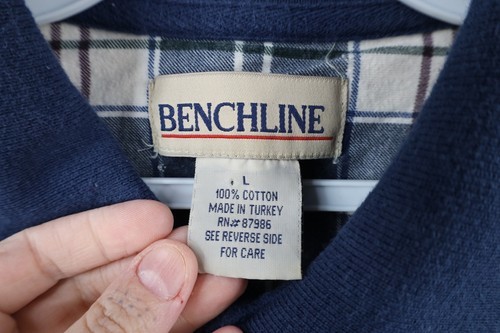 BENCHLINE
L
100% COTTON
MADE IN TURKEY
RN# 87986
SEE REVERSE SIDE
FOR CARE